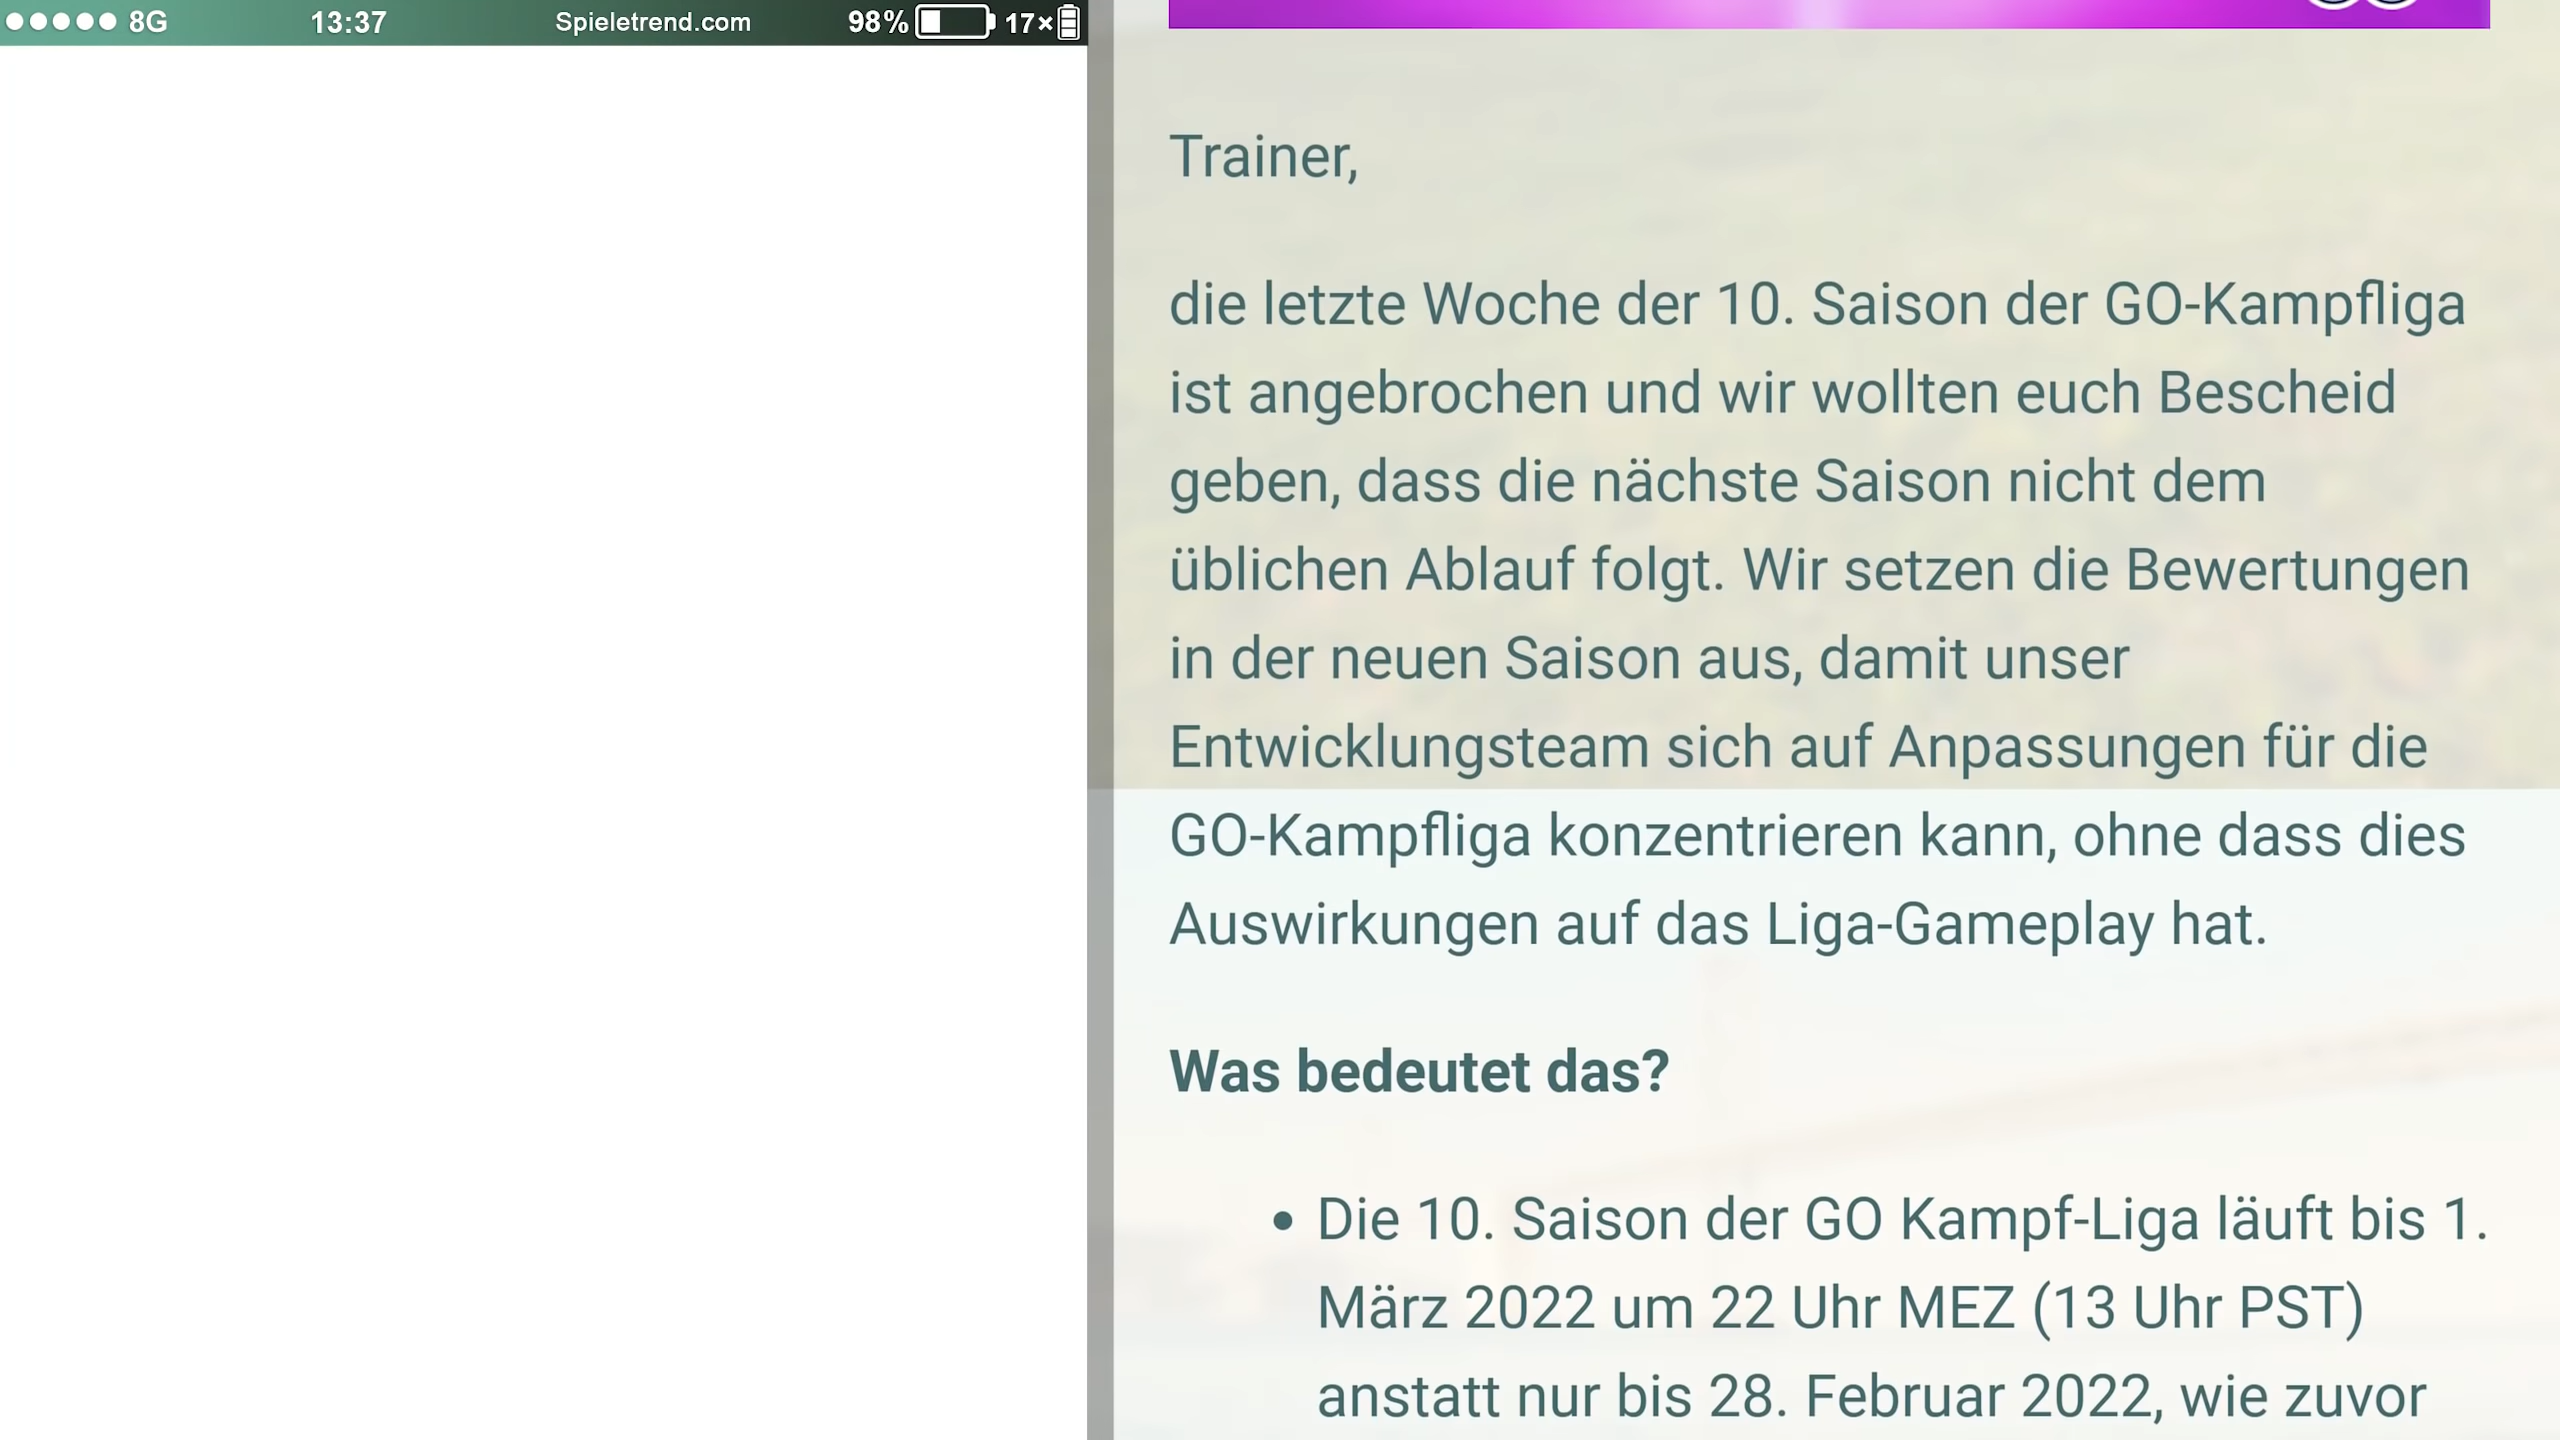 8G 13:37 Spieletrend.com 98% 17×
Trainer,
die letzte Woche der 10. Saison der GO-Kampfliga
ist angebrochen und wir wollten euch Bescheid
geben, dass die nächste Saison nicht dem
üblichen Ablauf folgt. Wir setzen die Bewertungen
in der neuen Saison aus, damit unser
Entwicklungsteam sich auf Anpassungen für die
GO-Kampfliga konzentrieren kann, ohne dass dies
Auswirkungen auf das Liga-Gameplay hat.
Was bedeutet das?
• Die 10. Saison der GO Kampf-Liga läuft bis 1.
März 2022 um 22 Uhr MEZ (13 Uhr PST)
anstatt nur bis 28. Februar 2022, wie zuvor